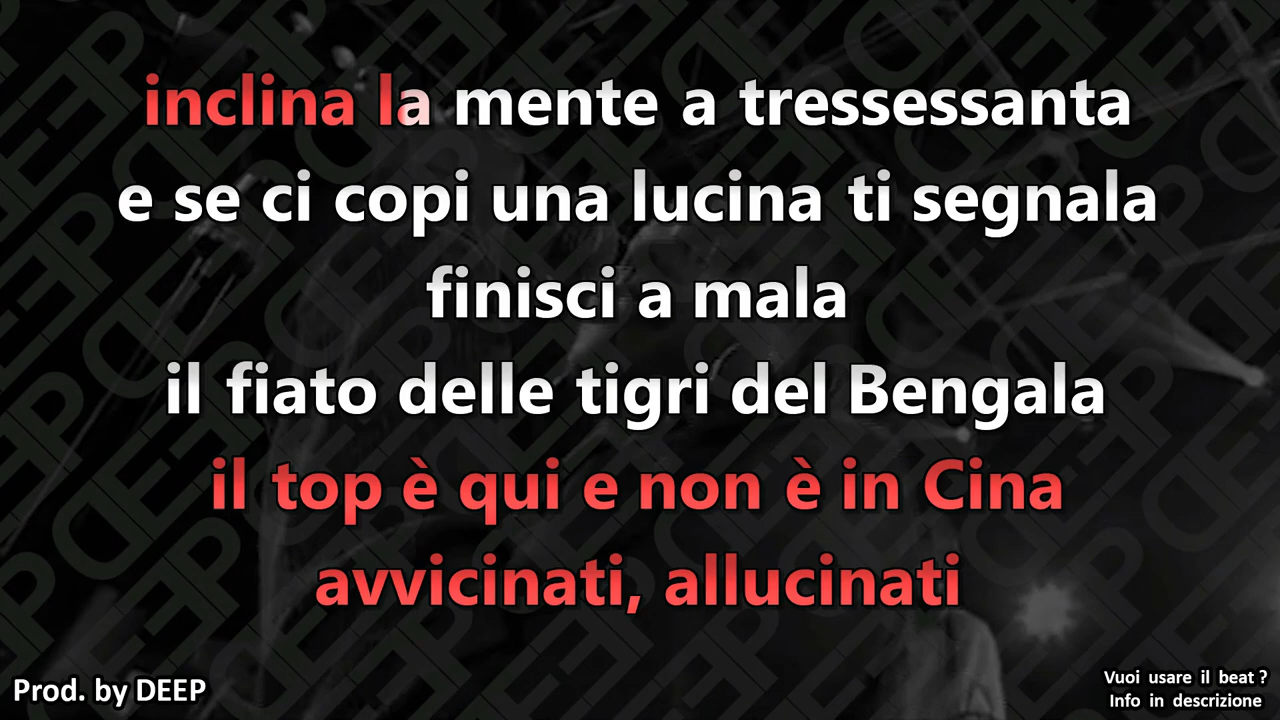 inclina la mente a tressessanta
e se ci copi una lucina ti segnala
finisci a mala
il fiato delle tigri del Bengala
il top è qui e non è in Cina
avvicinati, allucinati
Prod. by DEEP
Vuoi usare il beat ?
Info in descrizione